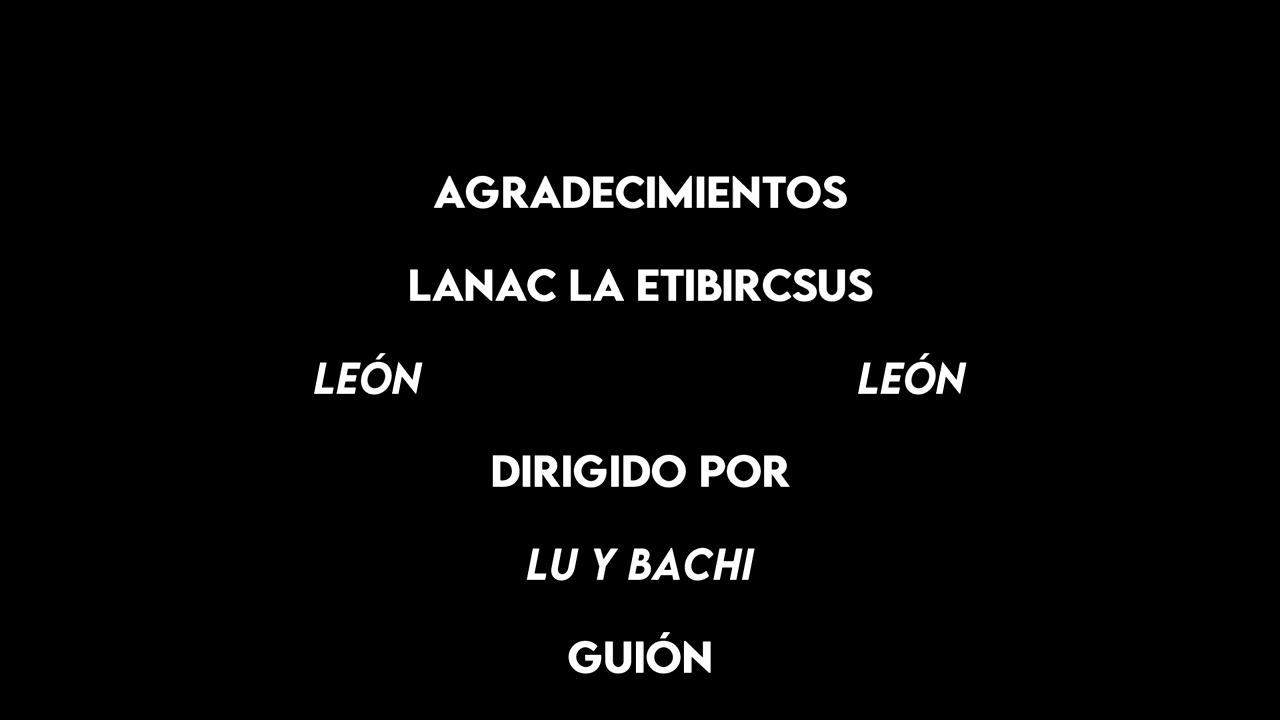 AGRADECIMIENTOS
LANAC LA ETIBIRCSUS
LEÓN LEÓN
DIRIGIDO POR
LU Y BACHI
GUIÓN